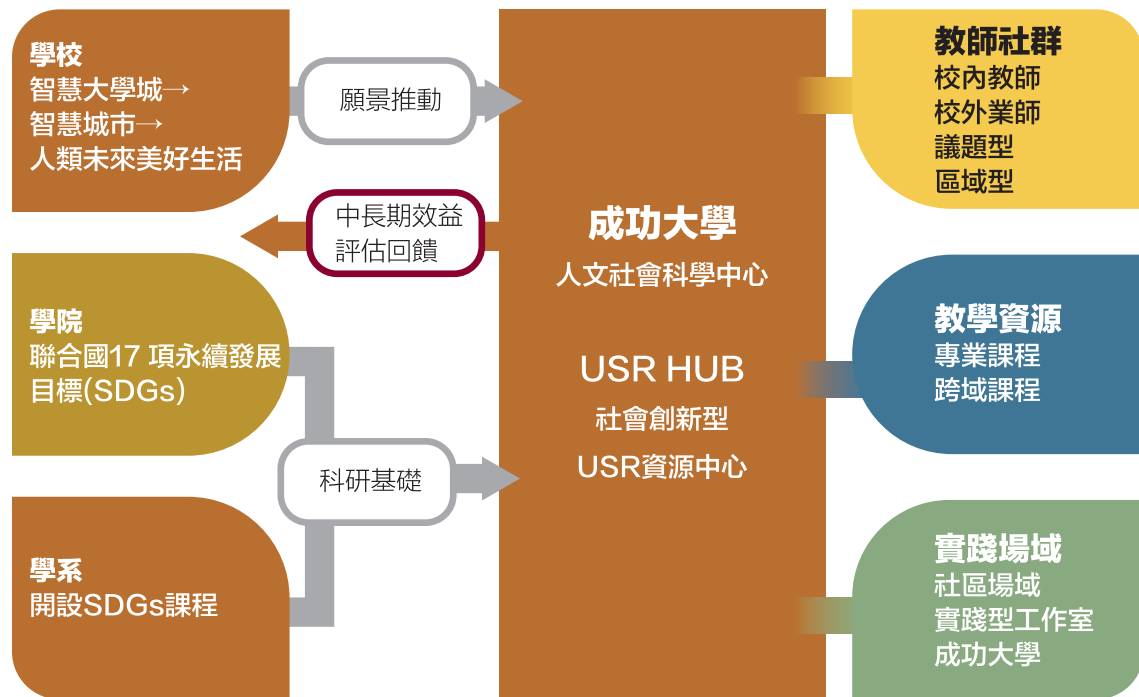 學校
智慧大學城→
智慧城市→
人類未來美好生活
願景推動
中長期效益
評估回饋
學院
聯合國17 項永續發展
目標(SDGs)
科研基礎
學系
開設SDGs課程
成功大學
人文社會科學中心
USR HUB
社會創新型
USR資源中心
教師社群
校內教師
校外業師
議題型
區域型
教學資源
專業課程
跨域課程
實踐場域
社區場域
實踐型工作室
成功大學